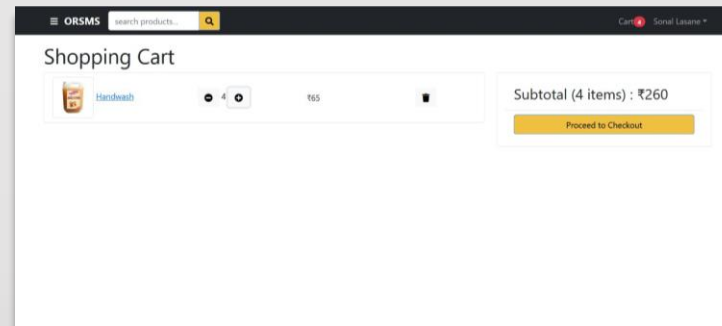 ORSMS search products... Cart 4 Sonal Lasane
Shopping Cart
Handwash 4 ₹65
Subtotal (4 items) : ₹260
Proceed to Checkout